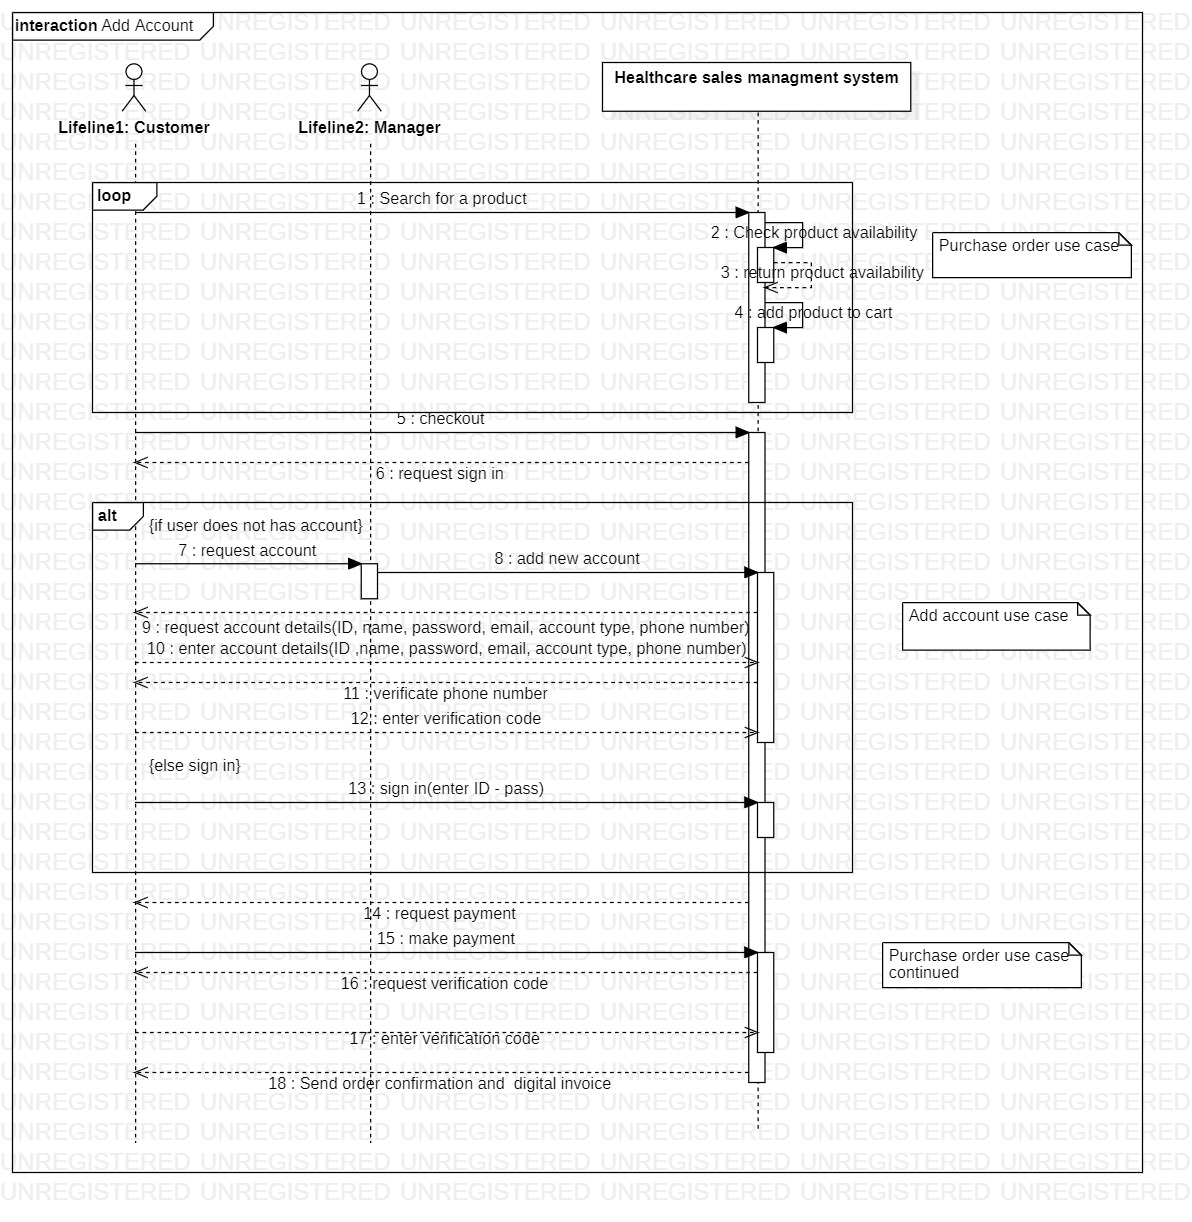 interaction Add Account
Healthcare sales managment system
Lifeline1: Customer
Lifeline2: Manager
loop
1 : Search for a product
2 : Check product availability
Purchase order use case
3 : return product availability
4 : add product to cart
5 : checkout
6 : request sign in
alt
{if user does not has account}
7 : request account
8 : add new account
Add account use case
9 : request account details(ID, name, password, email, account type, phone number)
10 : enter account details(ID ,name, password, email, account type, phone number)
11 : verificate phone number
12 : enter verification code
{else sign in}
13 : sign in(enter ID - pass)
14 : request payment
15 : make payment
Purchase order use case
continued
16 : request verification code
17 : enter verification code
18 : Send order confirmation and  digital invoice
UNREGISTERED